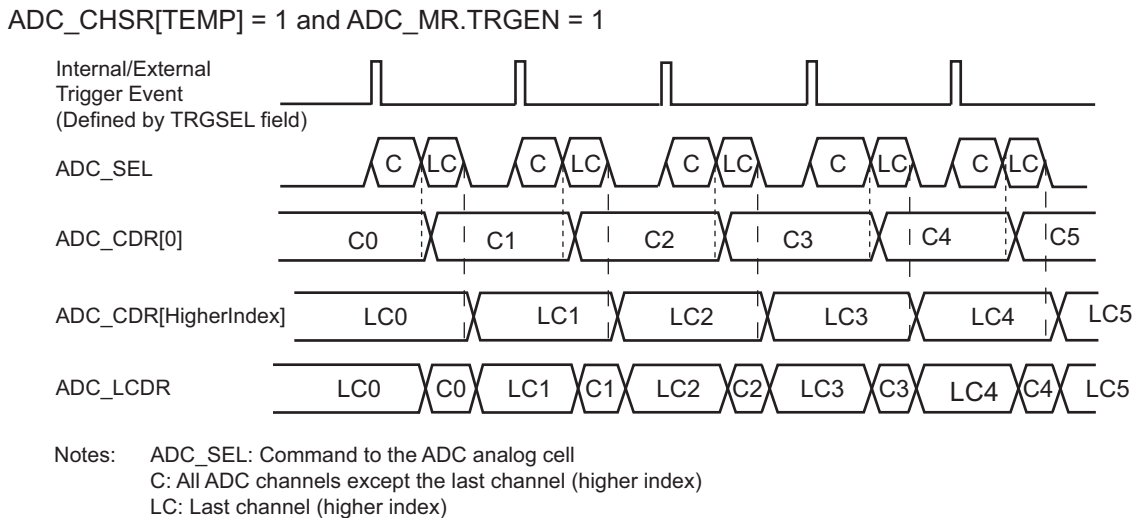 ADC_CHSR[TEMP] = 1 and ADC_MR.TRGEN = 1
Internal/External
Trigger Event
(Defined by TRGSEL field)
ADC_SEL
C LC C LC C LC C LC C LC
ADC_CDR[0]
C0 C1 C2 C3 C4 C5
ADC_CDR[HigherIndex]
LC0 LC1 LC2 LC3 LC4 LC5
ADC_LCDR
LC0 C0 LC1 C1 LC2 C2 LC3 C3 LC4 C4 LC5
Notes: ADC_SEL: Command to the ADC analog cell
C: All ADC channels except the last channel (higher index)
LC: Last channel (higher index)